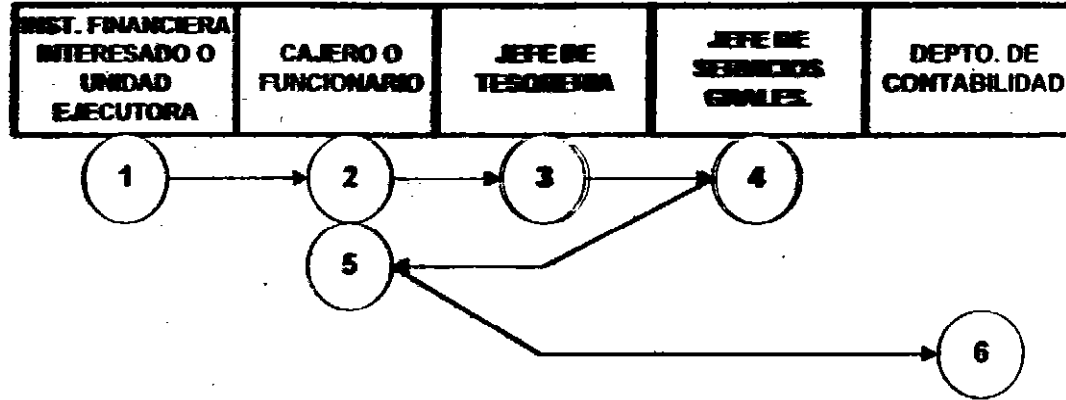 INST. FINANCIERA
INTERESADO O
UNIDAD
EJECUTORA
CAJERO O
FUNCIONARIO
JEFE DE
TESORERIA
JEFE DE
SERVICIOS
GRALES.
DEPTO. DE
CONTABILIDAD
1
2
3
4
5
6